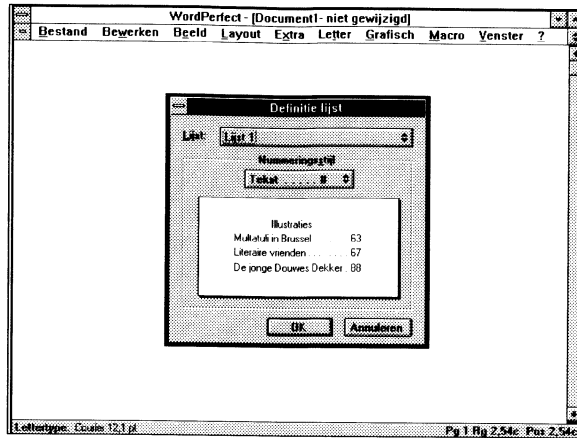 WordPerfect - [Document1- niet gewijzigd]
Bestand Bewerken Beeld Layout Extra Letter Grafisch Macro Venster ?
Definitie lijst
Lijst: Lijst 1
Nummeringsstijl
Tekst . . . . . #
Illustraties
Multatuli in Brussel . . . . . 63
Literaire vrienden . . . . . . . 67
De jonge Douwes Dekker . 88
OK Annuleren
Lettertype: Courier 12,1 pt Pg 1 Rg 2,54c Pos 2,54c